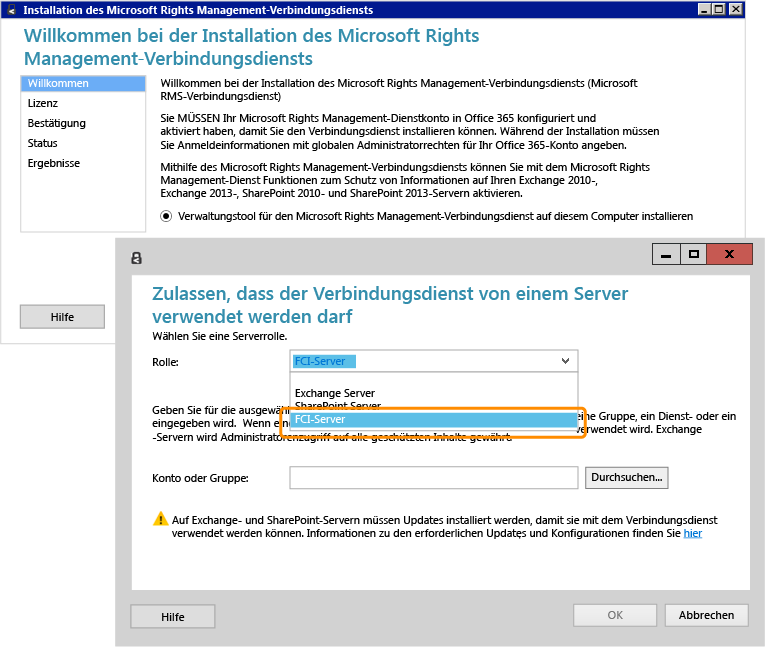 Installation des Microsoft Rights Management-Verbindungsdiensts
Willkommen bei der Installation des Microsoft Rights
Management-Verbindungsdiensts
Willkommen
Lizenz
Bestätigung
Status
Ergebnisse
Willkommen bei der Installation des Microsoft Rights Management-Verbindungsdiensts (Microsoft
RMS-Verbindungsdienst)
Sie MÜSSEN Ihr Microsoft Rights Management-Dienstkonto in Office 365 konfiguriert und
aktiviert haben, damit Sie den Verbindungsdienst installieren können. Während der Installation müssen
Sie Anmeldeinformationen mit globalen Administratorrechten für Ihr Office 365-Konto angeben.
Mithilfe des Microsoft Rights Management-Verbindungsdiensts können Sie mit dem Microsoft Rights
Management-Dienst Funktionen zum Schutz von Informationen auf Ihren Exchange 2010-,
Exchange 2013-, SharePoint 2010- und SharePoint 2013-Servern aktivieren.
Verwaltungstool für den Microsoft Rights Management-Verbindungsdienst auf diesem Computer installieren
Hilfe
Zulassen, dass der Verbindungsdienst von einem Server
verwendet werden darf
Wählen Sie eine Serverrolle.
Rolle:
FCI-Server
Exchange Server
SharePoint Server
FCI-Server
Geben Sie für die ausgewähl eine Gruppe, ein Dienst- oder ein
eingegeben wird. Wenn ein verwendet wird. Exchange
-Servern wird Administratorenzugriff auf alle geschützten Inhalte gewährt.
Konto oder Gruppe:
Durchsuchen...
Auf Exchange- und SharePoint-Servern müssen Updates installiert werden, damit sie mit dem Verbindungsdienst
verwendet werden können. Informationen zu den erforderlichen Updates und Konfigurationen finden Sie hier
Hilfe
OK
Abbrechen